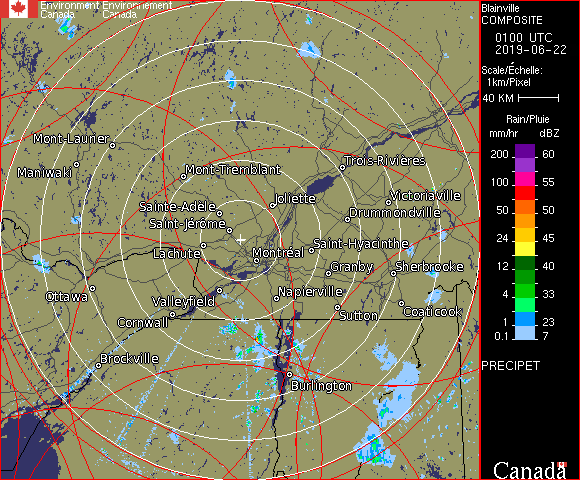 Environment Environnement
Canada Canada
Blainville
COMPOSITE
0100 UTC
2019-06-22
Scale/Échelle:
1km/Pixel
40 KM
Rain/Pluie
mm/hr dBZ
200 60
100 55
50 50
24 45
12 40
4 33
1 23
0.1 7
PRECIPET
Canada
Mont-Laurier
Maniwaki
Mont-Tremblant
Trois-Rivières
Joliette
Victoriaville
Sainte-Adèle
Drummondville
Saint-Jérôme
Lachute
Montréal
Saint-Hyacinthe
Granby
Sherbrooke
Ottawa
Valleyfield
Napierville
Cornwall
Sutton
Coaticook
Brockville
Burlington